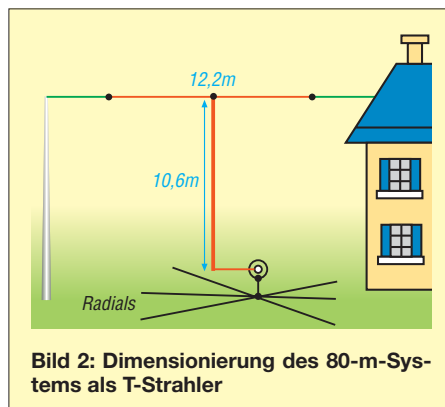 12,2m
10,6m
Radials
Bild 2: Dimensionierung des 80-m-Sys-
tems als T-Strahler